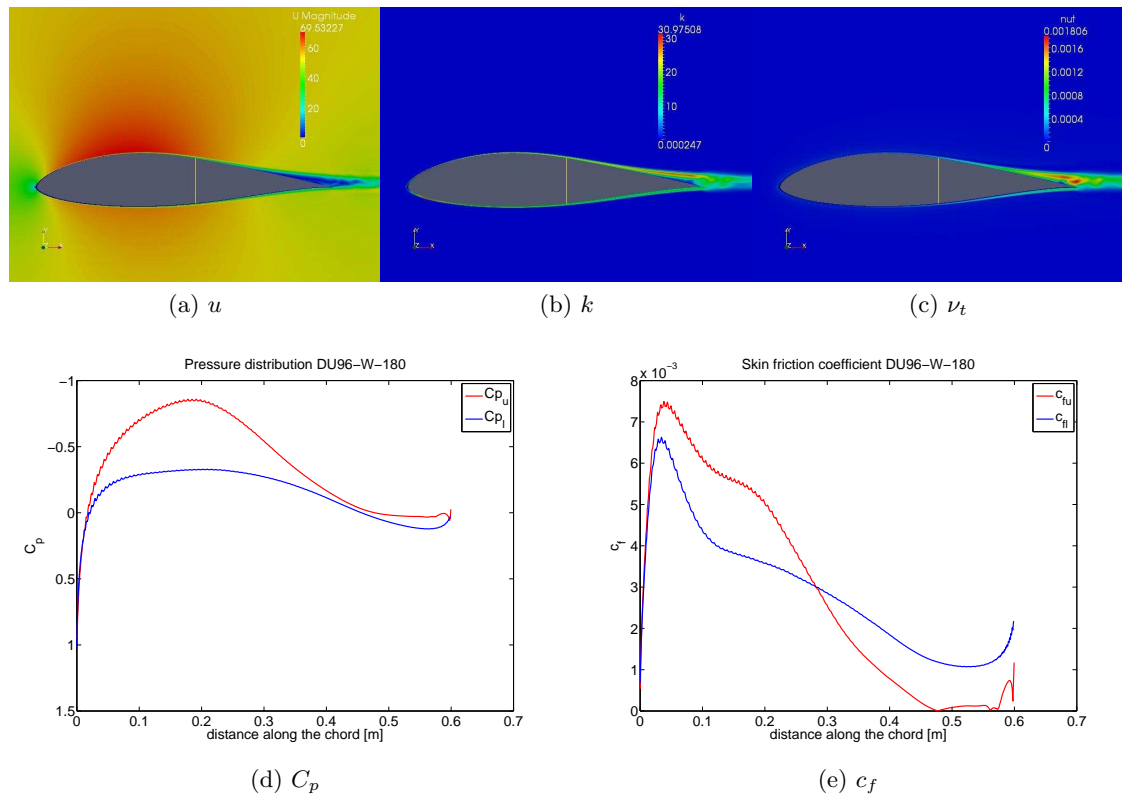 U Magnitude
69.53227
60
40
20
0
k
30.97508
30
20
10
0.000247
nut
0.001806
0.0016
0.0012
0.0008
0.0004
0
Y
Z X
Y
Z X
Y
Z X
(a) u
(b) k
(c) νt
Pressure distribution DU96−W−180
−1
−0.5
0
0.5
1
1.5
Cp
Cpu
Cpl
0 0.1 0.2 0.3 0.4 0.5 0.6 0.7
distance along the chord [m]
(d) Cp
Skin friction coefficient DU96−W−180
8 x 10−3
7
6
5
4
3
2
1
0
cf
cfu
cfl
0 0.1 0.2 0.3 0.4 0.5 0.6 0.7
distance along the chord [m]
(e) cf